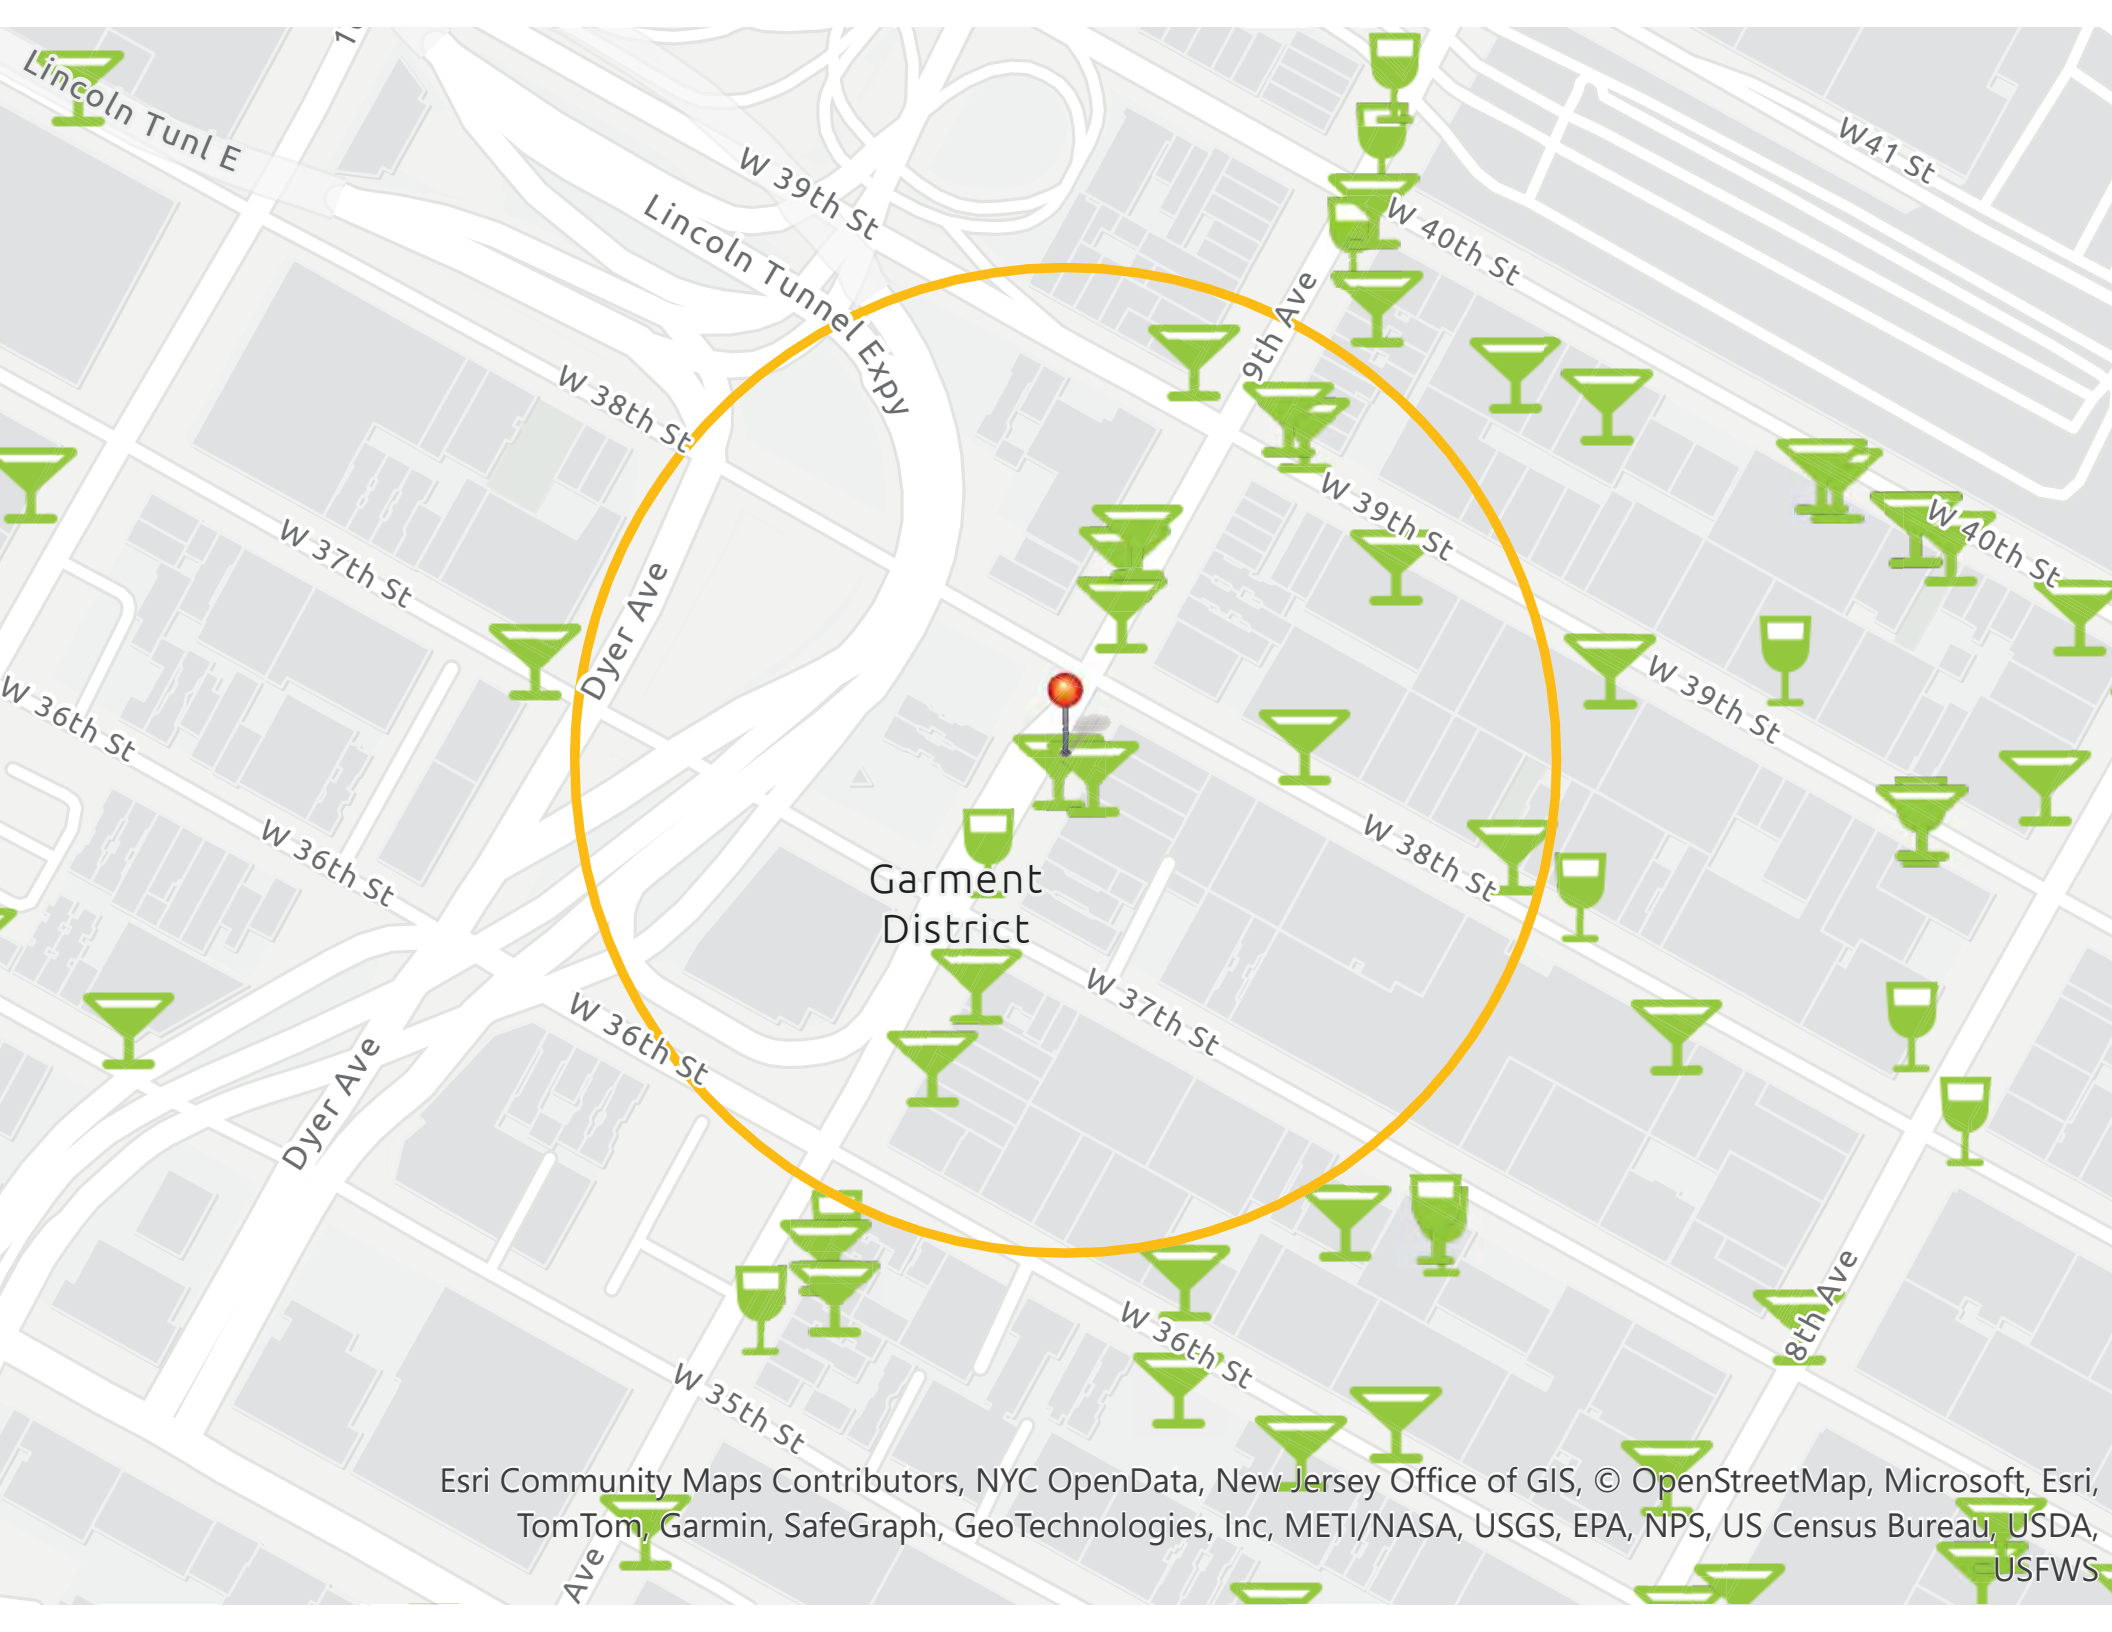 Lincoln Tunl E
W41 St
W 39th St
Lincoln Tunnel Expy
W 40th St
9th Ave
W 38th St
W 39th St
W 37th St
W 40th St
Dyer Ave
W 36th St
W 39th St
W 36th St
W 38th St
Garment
District
W 37th St
W 36th St
Dyer Ave
8th Ave
W 36th St
W 35th St
Ave
Esri Community Maps Contributors, NYC OpenData, New Jersey Office of GIS, © OpenStreetMap, Microsoft, Esri,
TomTom, Garmin, SafeGraph, GeoTechnologies, Inc, METI/NASA, USGS, EPA, NPS, US Census Bureau, USDA,
USFWS